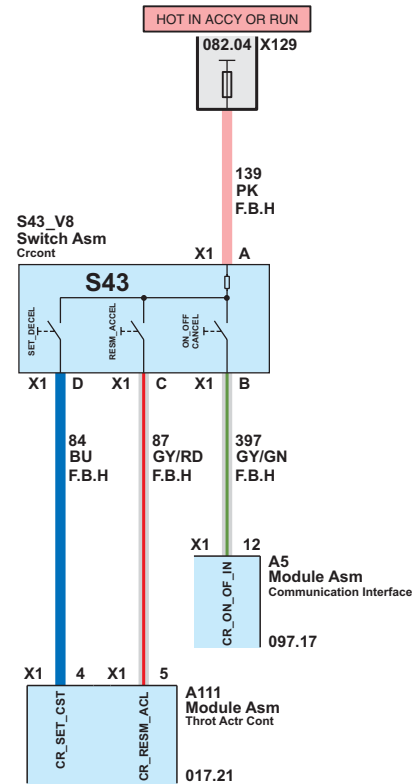 HOT IN ACCY OR RUN
082.04 X129
139
PK
F.B.H
S43_V8
Switch Asm
Crcont
X1 A
S43
SET_DECEL
RESM_ACCEL
ON_OFF
CANCEL
X1 D X1 C X1 B
84
BU
F.B.H
87
GY/RD
F.B.H
397
GY/GN
F.B.H
X1 12
A5
Module Asm
Communication Interface
CR_ON_OF_IN
097.17
X1 4 X1 5
A111
Module Asm
Throt Actr Cont
CR_SET_CST
CR_RESM_ACL
017.21